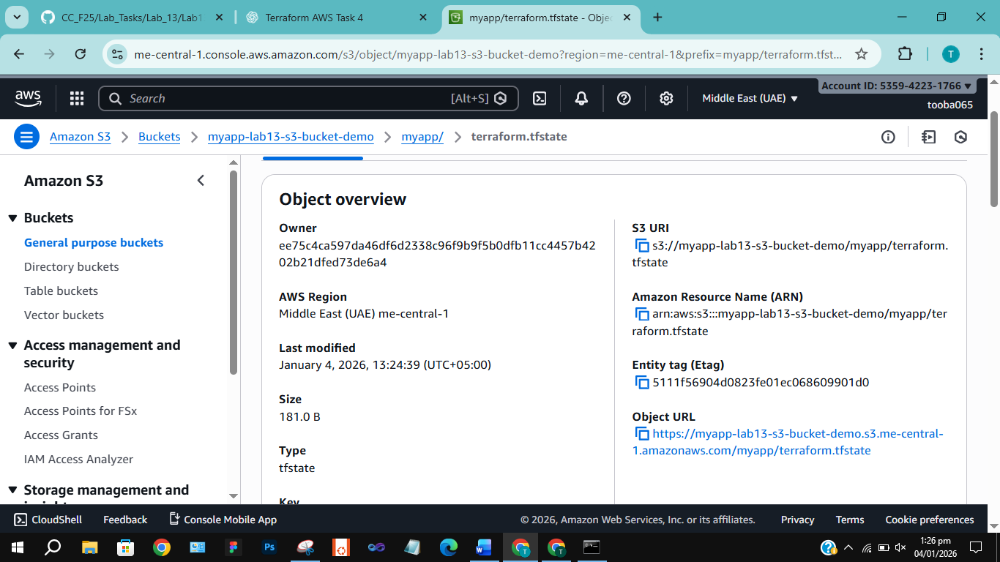 CC_F25/Lab_Tasks/Lab_13/Lab1
Terraform AWS Task 4
myapp/terraform.tfstate - Obje
me-central-1.console.aws.amazon.com/s3/object/myapp-lab13-s3-bucket-demo?region=me-central-1&prefix=myapp/terraform.tfst...
T
aws
Search
[Alt+S]
Middle East (UAE) ▼
Account ID: 5359-4223-1766 ▼
tooba065
Amazon S3
Buckets
myapp-lab13-s3-bucket-demo
myapp/
terraform.tfstate
Amazon S3
Buckets
General purpose buckets
Directory buckets
Table buckets
Vector buckets
Access management and
security
Access Points
Access Points for FSx
Access Grants
IAM Access Analyzer
Storage management and
Object overview
Owner
ee75c4ca597da46df6d2338c96f9b9f5b0dfb11cc4457b42
02b21dfed73de6a4
AWS Region
Middle East (UAE) me-central-1
Last modified
January 4, 2026, 13:24:39 (UTC+05:00)
Size
181.0 B
Type
tfstate
Key
S3 URI
s3://myapp-lab13-s3-bucket-demo/myapp/terraform.
tfstate
Amazon Resource Name (ARN)
arn:aws:s3:::myapp-lab13-s3-bucket-demo/myapp/ter
raform.tfstate
Entity tag (Etag)
5111f56904d0823fe01ec068609901d0
Object URL
https://myapp-lab13-s3-bucket-demo.s3.me-central-
1.amazonaws.com/myapp/terraform.tfstate
CloudShell
Feedback
Console Mobile App
© 2026, Amazon Web Services, Inc. or its affiliates.
Privacy
Terms
Cookie preferences
Ps
1:26 pm
04/01/2026